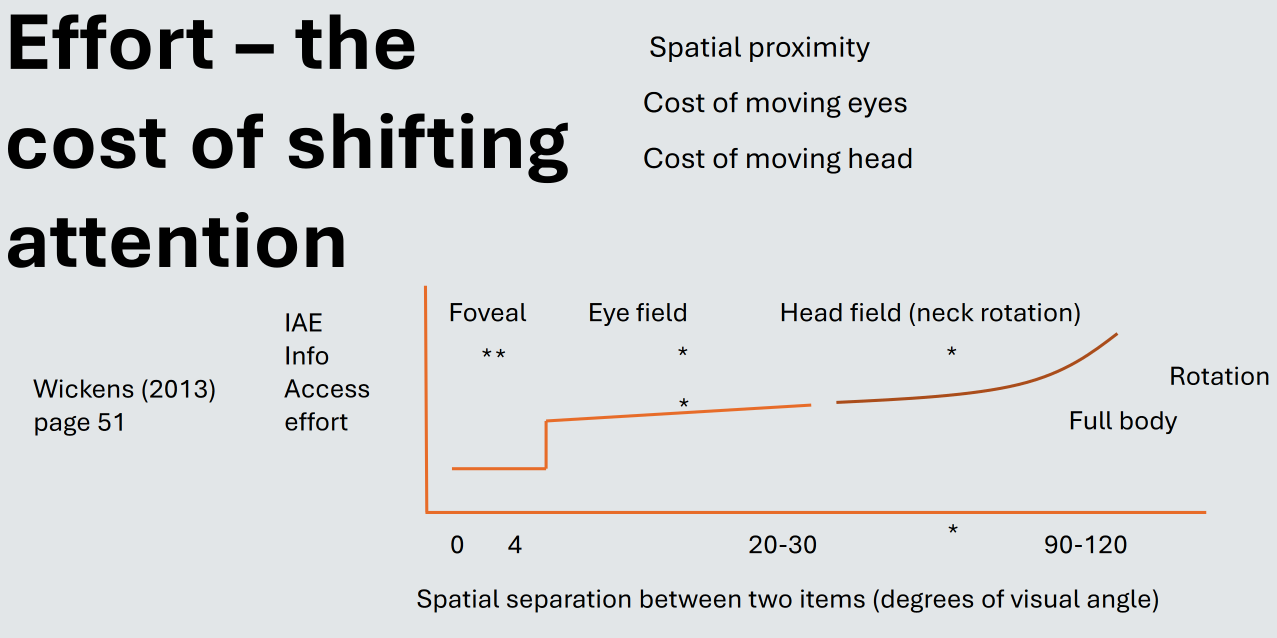 Effort – the
cost of shifting
attention
Spatial proximity
Cost of moving eyes
Cost of moving head
Wickens (2013)
page 51
IAE
Info
Access
effort
Foveal
Eye field
Head field (neck rotation)
**
*
*
*
Rotation
Full body
*
0
4
20-30
90-120
Spatial separation between two items (degrees of visual angle)